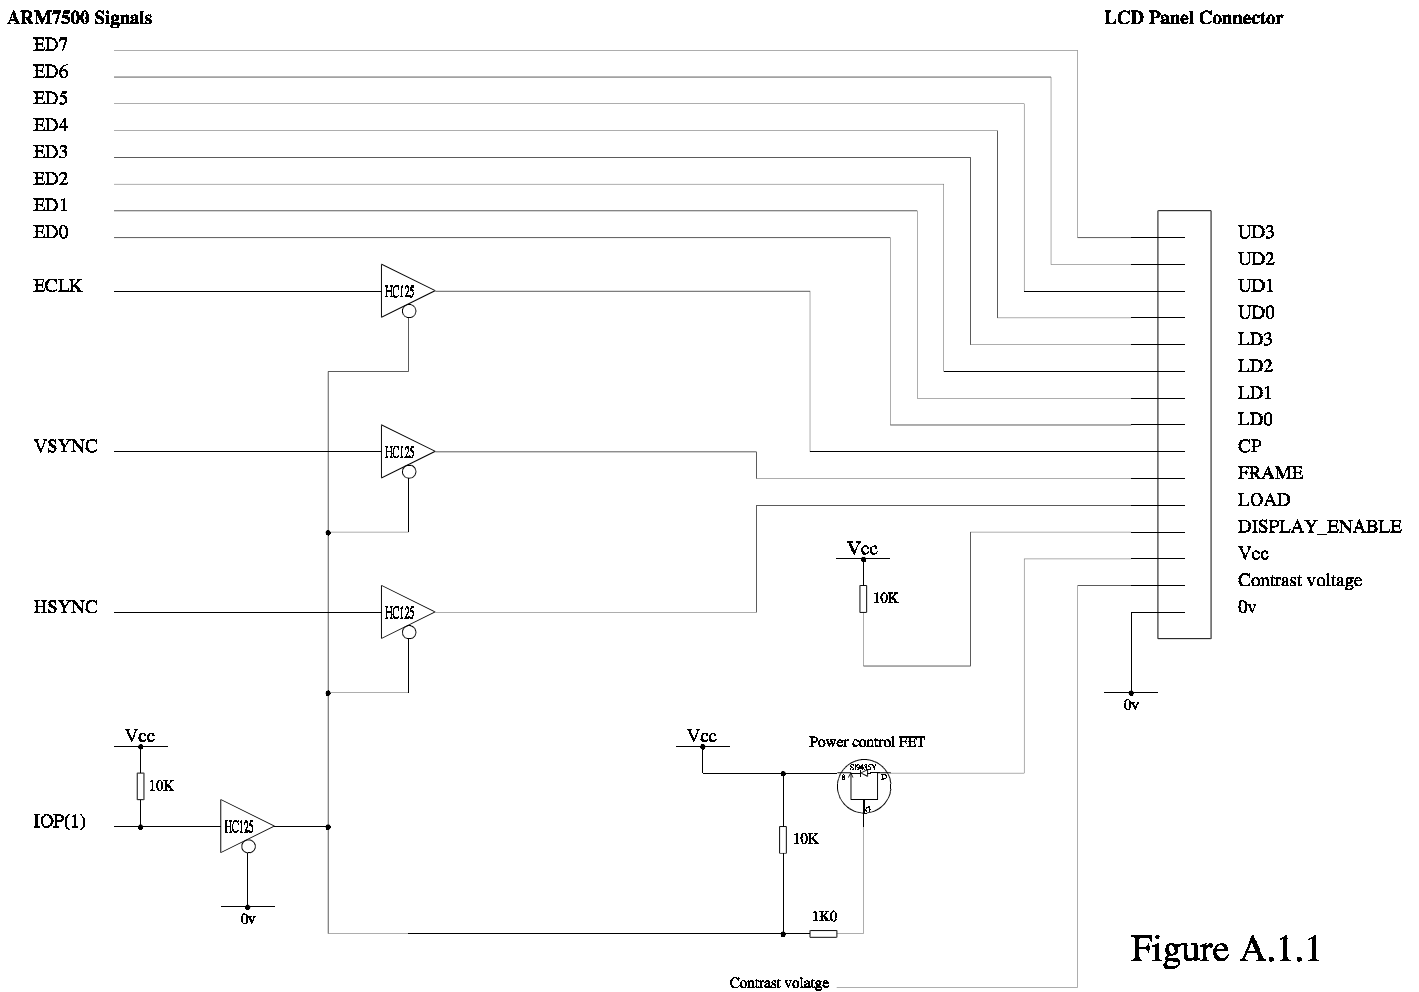 ARM7500 Signals
LCD Panel Connector
ED7
ED6
ED5
ED4
ED3
ED2
ED1
ED0
ECLK
VSYNC
HSYNC
IOP(1)
HC125
HC125
HC125
HC125
Vcc
10K
0v
UD3
UD2
UD1
UD0
LD3
LD2
LD1
LD0
CP
FRAME
LOAD
DISPLAY_ENABLE
Vcc
Contrast voltage
0v
Vcc
10K
0v
Vcc
Power control FET
SI9435Y
S
D
G
10K
1K0
Contrast volatge
Figure A.1.1